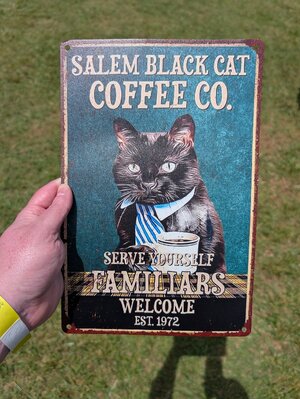 SALEM BLACK CAT
COFFEE CO.
SERVE YOURSELF
FAMILIARS
WELCOME
EST. 1972